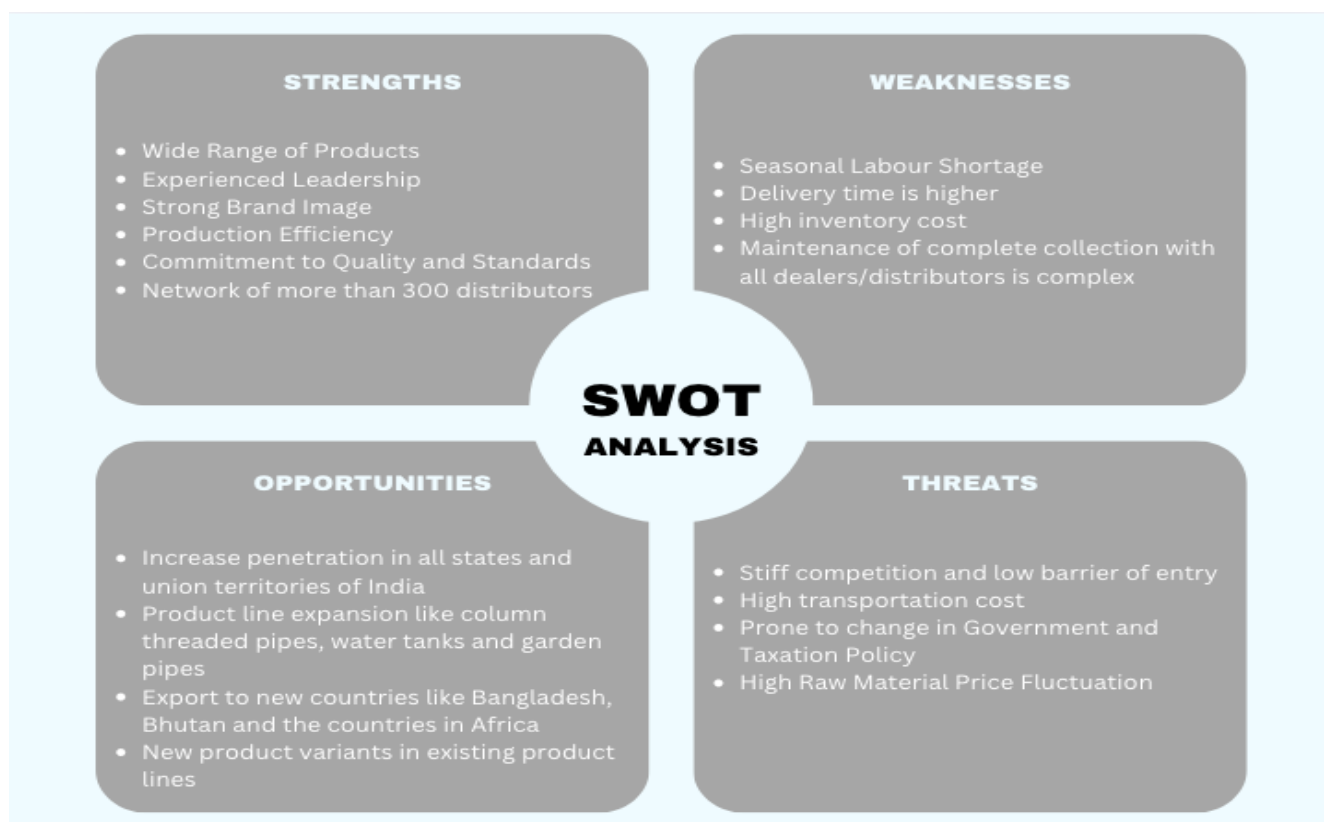 STRENGTHS
• Wide Range of Products
• Experienced Leadership
• Strong Brand Image
• Production Efficiency
• Commitment to Quality and Standards
• Network of more than 300 distributors
WEAKNESSES
• Seasonal Labour Shortage
• Delivery time is higher
• High inventory cost
• Maintenance of complete collection with
all dealers/distributors is complex
SWOT
ANALYSIS
OPPORTUNITIES
• Increase penetration in all states and
union territories of India
• Product line expansion like column
threaded pipes, water tanks and garden
pipes
• Export to new countries like Bangladesh,
Bhutan and the countries in Africa
• New product variants in existing product
lines
THREATS
• Stiff competition and low barrier of entry
• High transportation cost
• Prone to change in Government and
Taxation Policy
• High Raw Material Price Fluctuation